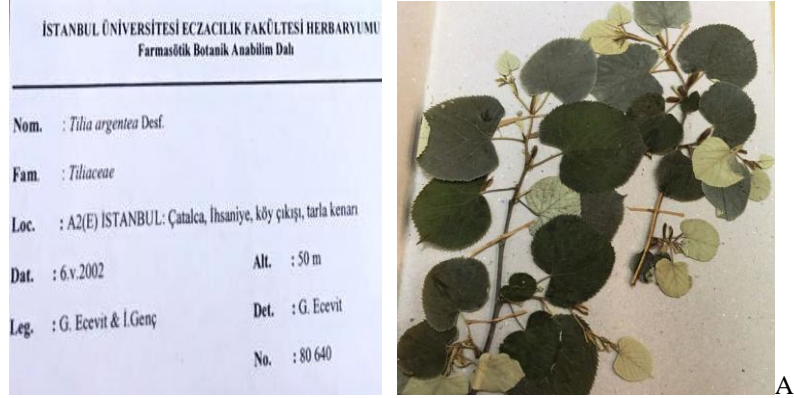 İSTANBUL ÜNİVERSİTESİ ECZACILIK FAKÜLTESİ HERBARYUMU
Farmasötik Botanik Anabilim Dalı
Nom. : Tilia argentea Desf.
Fam. : Tiliaceae
Loc. : A2(E) İSTANBUL: Çatalca, İhsaniye, köy çıkışı, tarla kenarı
Dat. : 6.v.2002 Alt. : 50 m
Leg. : G. Ecevit & İ.Genç Det. : G. Ecevit
No. : 80 640
A